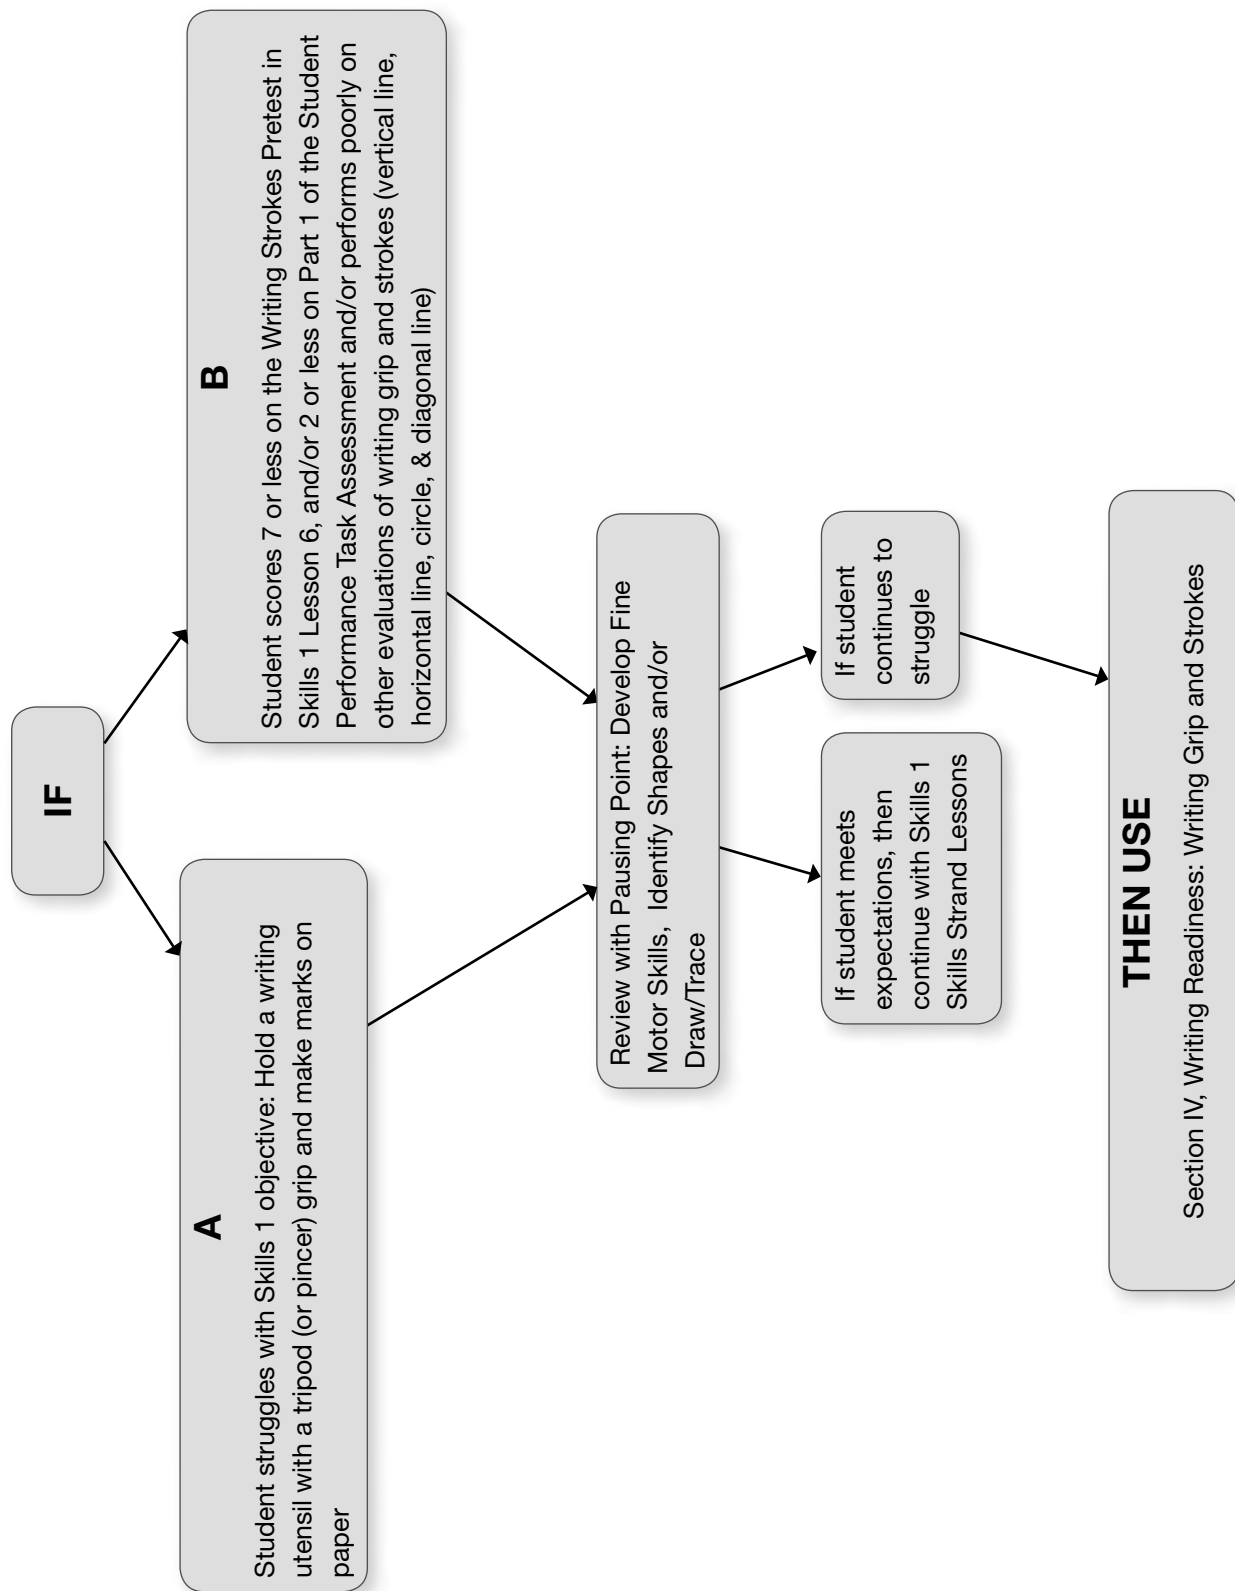 IF
A
Student struggles with Skills 1 objective: Hold a writing
utensil with a tripod (or pincer) grip and make marks on
paper
B
Student scores 7 or less on the Writing Strokes Pretest in
Skills 1 Lesson 6, and/or 2 or less on Part 1 of the Student
Performance Task Assessment and/or performs poorly on
other evaluations of writing grip and strokes (vertical line,
horizontal line, circle, & diagonal line)
Review with Pausing Point: Develop Fine
Motor Skills, Identify Shapes and/or
Draw/Trace
If student meets
expectations, then
continue with Skills 1
Skills Strand Lessons
If student
continues to
struggle
THEN USE
Section IV, Writing Readiness: Writing Grip and Strokes